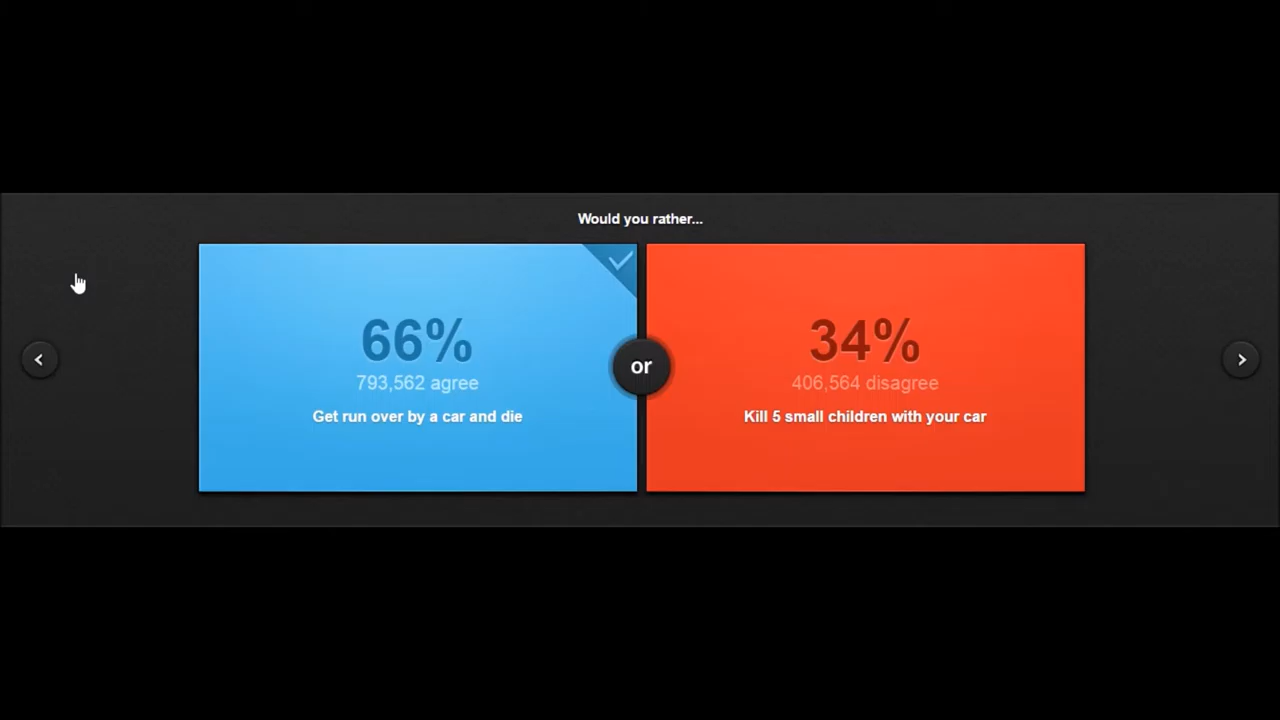 Would you rather...
66%
793,562 agree
Get run over by a car and die
or
34%
406,564 disagree
Kill 5 small children with your car